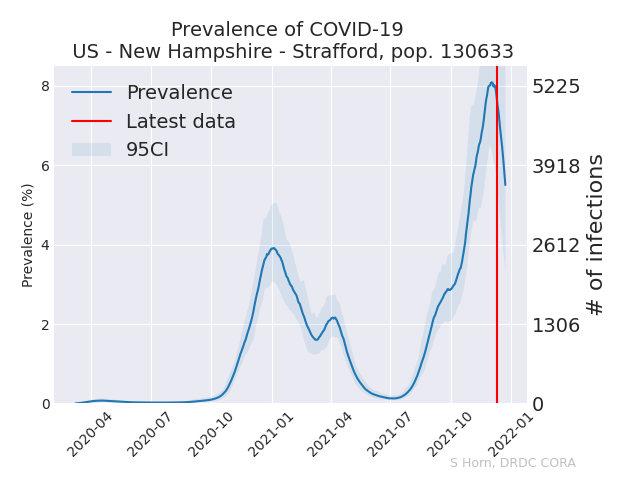 Prevalence of COVID-19
US - New Hampshire - Strafford, pop. 130633
Prevalence
Latest data
95CI
Prevalence (%)
8
6
4
2
0
5225
3918
2612
1306
0
# of infections
2020-04
2020-07
2020-10
2021-01
2021-04
2021-07
2021-10
2022-01
S Horn, DRDC CORA